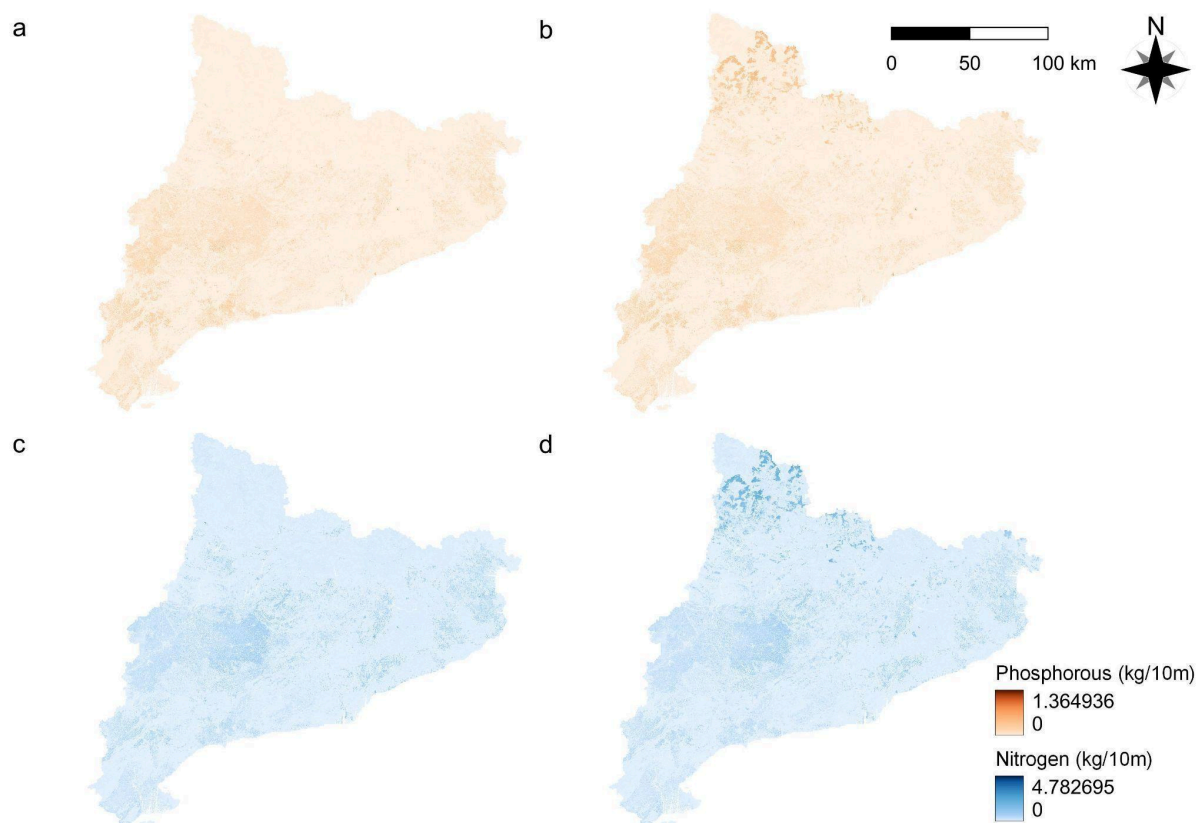 a
b
0 50 100 km
N
c
d
Phosphorous (kg/10m)
1.364936
0
Nitrogen (kg/10m)
4.782695
0